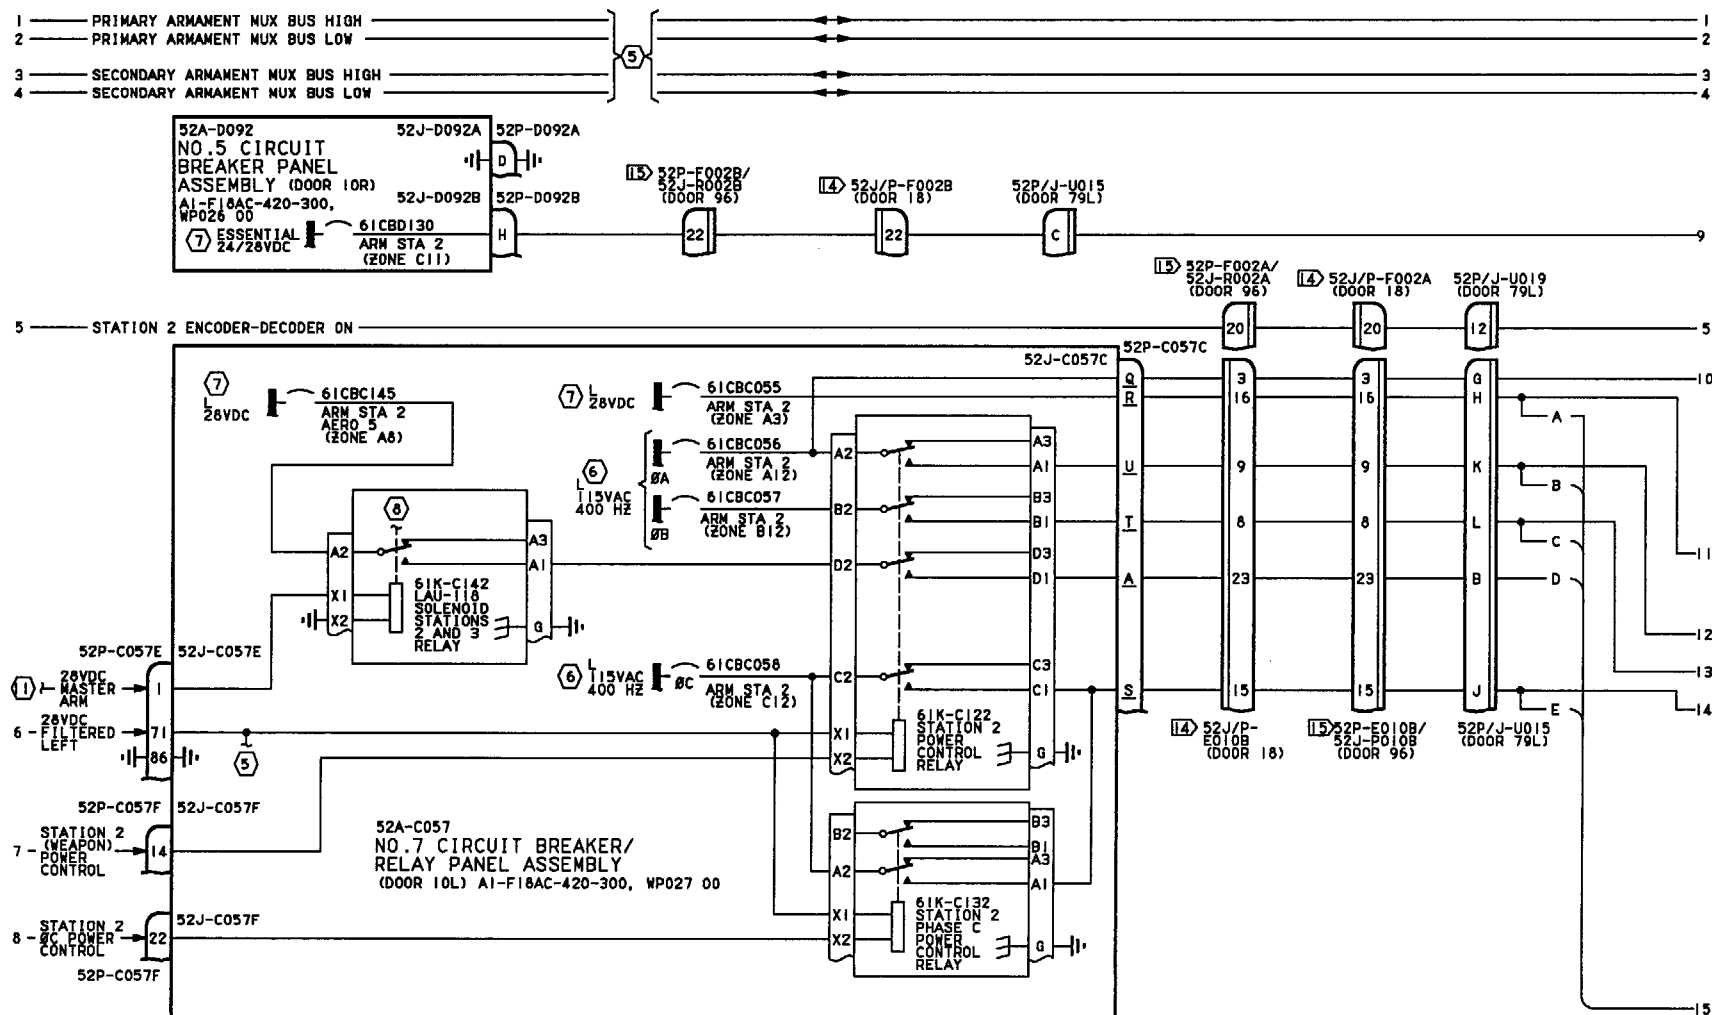 1 PRIMARY ARMAMENT MUX BUS HIGH 1
2 PRIMARY ARMAMENT MUX BUS LOW 2
5
3 SECONDARY ARMAMENT MUX BUS HIGH 3
4 SECONDARY ARMAMENT MUX BUS LOW 4
52A-D092
NO.5 CIRCUIT
BREAKER PANEL
ASSEMBLY (DOOR 10R)
A1-F18AC-420-300,
WP026 00
7 ESSENTIAL
24/28VDC
61CBD130
ARM STA 2
(ZONE C11)
52J-D092A 52P-D092A
D
52J-D092B 52P-D092B
H
15 52P-F002B/
52J-R002B
(DOOR 96)
22
14 52J/P-F002B
(DOOR 18)
22
52P/J-U015
(DOOR 79L)
C
9
15 52P-F002A/
52J-R002A
(DOOR 96)
14 52J/P-F002A
(DOOR 18)
52P/J-U019
(DOOR 79L)
5 STATION 2 ENCODER-DECODER ON 20 20 12 5
52J-C057C 52P-C057C
7
L
28VDC
61CBC145
ARM STA 2
AERO 5
(ZONE A8)
7 L
28VDC
61CBC055
ARM STA 2
(ZONE A3)
6
L
115VAC
400 HZ
ØA
61CBC056
ARM STA 2
(ZONE A12)
ØB
61CBC057
ARM STA 2
(ZONE B12)
Q 3 3 G 10
R 16 16 H
A
A2 A3
A1 U 9 9 K
B
B2 B3
B1 T 8 8 L
C
D2 D3
D1 A 23 23 B D
11
12
13
8
A2 A3
A1
X1
X2
G
61K-C142
LAU-118
SOLENOID
STATIONS
2 AND 3
RELAY
6 L
115VAC
400 HZ
ØC
61CBC058
ARM STA 2
(ZONE C12)
C2 C3
C1 S 15 15 J
E
14
X1
X2
G
61K-C122
STATION 2
POWER
CONTROL
RELAY
14 52J/P-
E010B
(DOOR 18)
15 52P-E010B/
52J-P010B
(DOOR 96)
52P/J-U015
(DOOR 79L)
52P-C057E 52J-C057E
11 28VDC
MASTER
ARM
1
6 28VDC
FILTERED
LEFT
71
86
5
52P-C057F 52J-C057F
7 STATION 2
(WEAPON)
POWER
CONTROL
14
52A-C057
NO.7 CIRCUIT BREAKER/
RELAY PANEL ASSEMBLY
(DOOR 10L) A1-F18AC-420-300, WP027 00
B2 B3
B1
A2 A3
A1
X1
X2
G
61K-C132
STATION 2
PHASE C
POWER
CONTROL
RELAY
52J-C057F
8 STATION 2
ØC POWER
CONTROL
22
52P-C057F
15